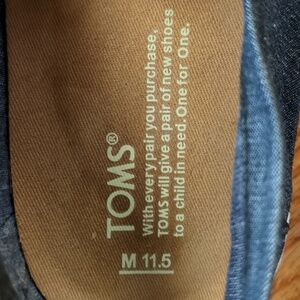 TOMS®
With every pair you purchase,
TOMS will give a pair of new shoes
to a child in need. One for One.
M 11.5